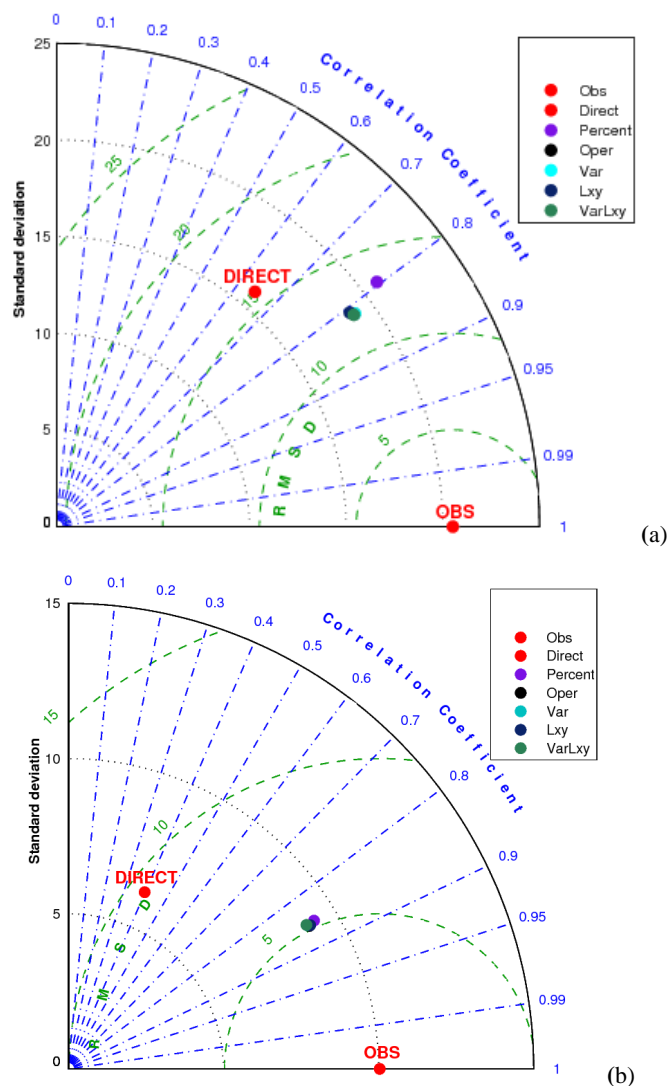 0
0.1
0.2
0.3
0.4
0.5
0.6
0.7
0.8
0.9
0.95
0.99
1
Correlation Coefficient
Obs
Direct
Percent
Oper
Var
Lxy
VarLxy
25
20
15
10
5
0
Standard deviation
25
20
15
10
5
R M S D
DIRECT
OBS
(a)
0
0.1
0.2
0.3
0.4
0.5
0.6
0.7
0.8
0.9
0.95
0.99
1
Correlation Coefficient
Obs
Direct
Percent
Oper
Var
Lxy
VarLxy
15
10
5
0
Standard deviation
15
10
5
R M S D
DIRECT
OBS
(b)